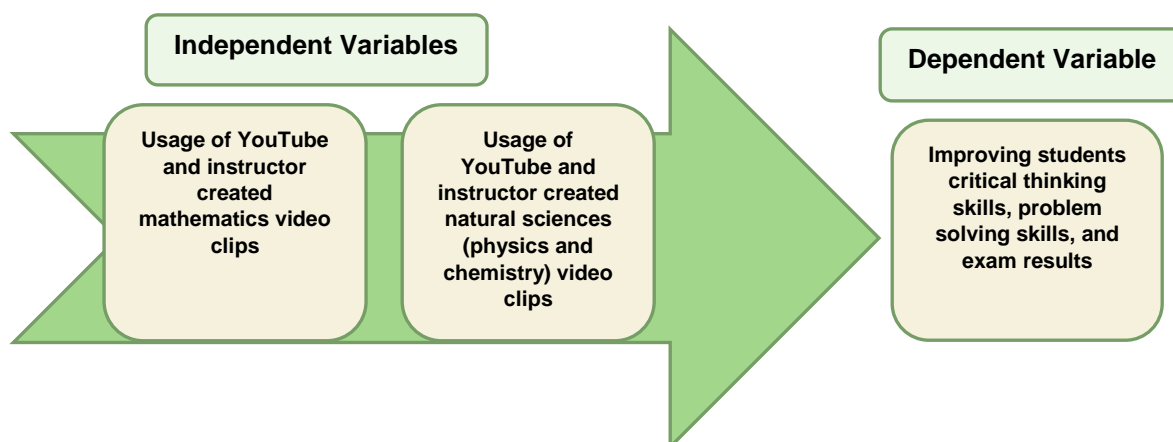 Independent Variables
Dependent Variable
Usage of YouTube
and instructor
created
mathematics video
clips
Usage of
YouTube and
instructor created
natural sciences
(physics and
chemistry) video
clips
Improving students
critical thinking
skills, problem
solving skills, and
exam results